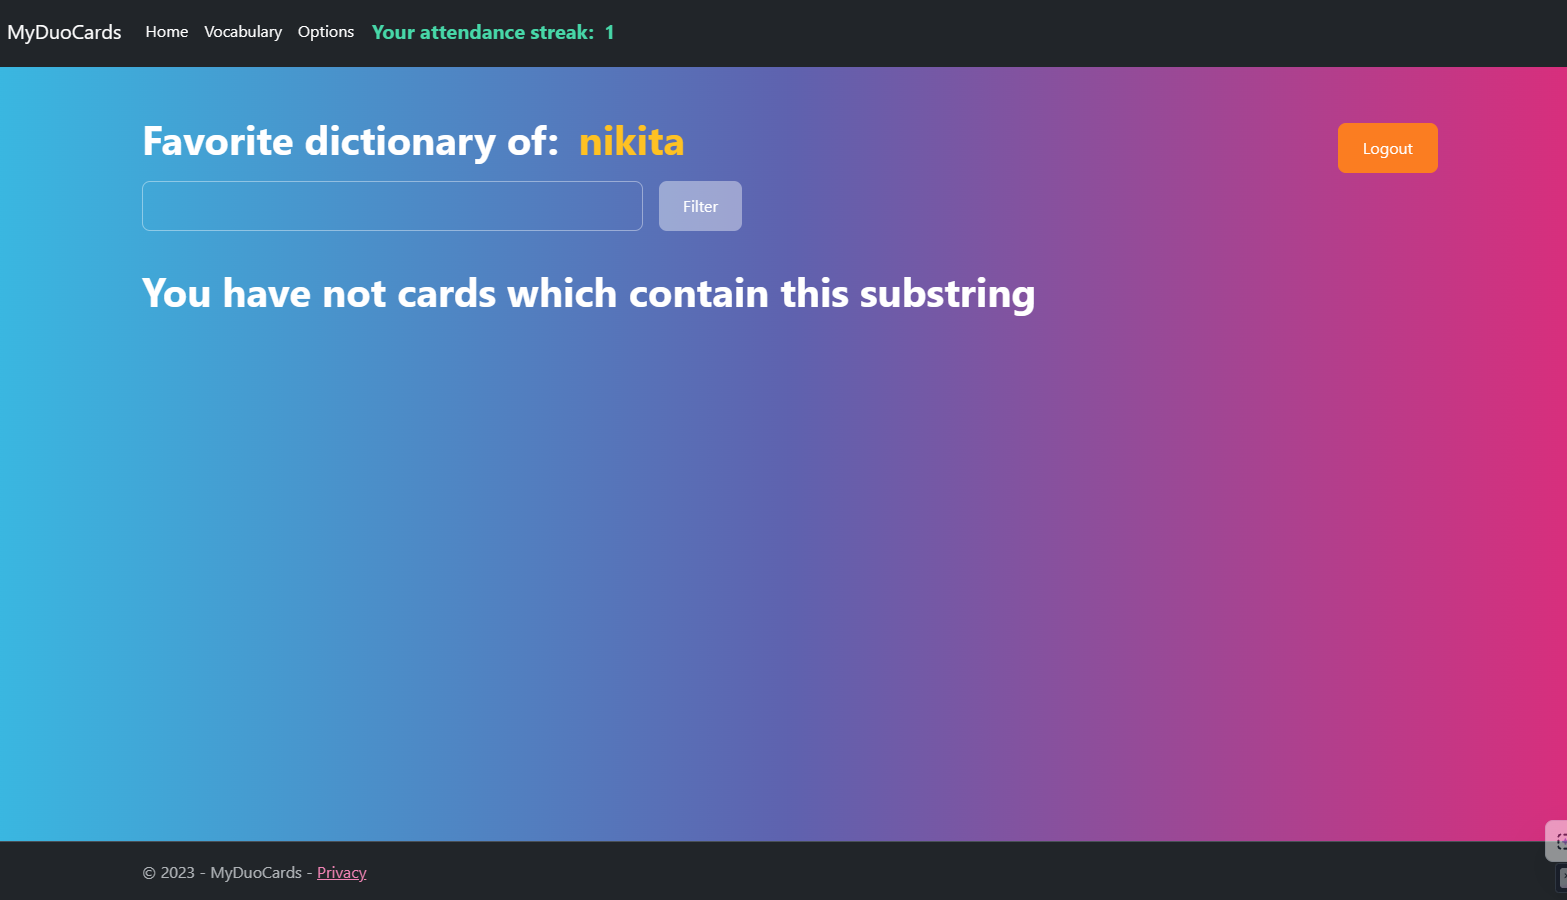 MyDuoCards Home Vocabulary Options Your attendance streak: 1
Favorite dictionary of: nikita
Logout
Filter
You have not cards which contain this substring
© 2023 - MyDuoCards - Privacy